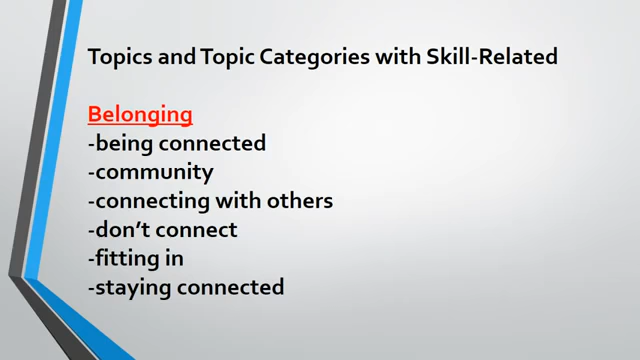 Topics and Topic Categories with Skill-Related
Belonging
-being connected
-community
-connecting with others
-don’t connect
-fitting in
-staying connected